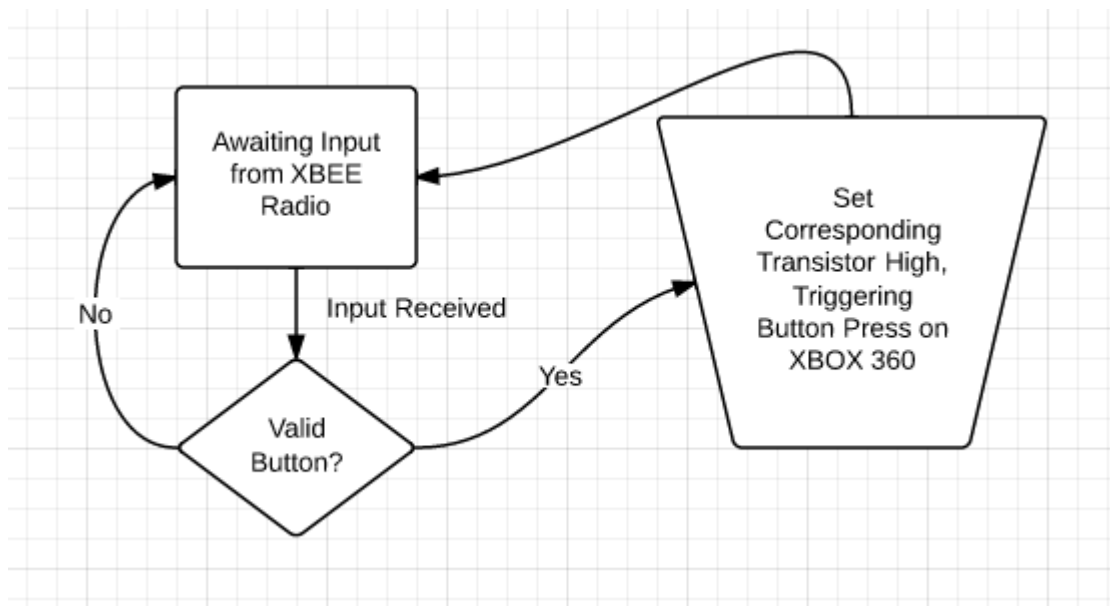 Awaiting Input
from XBEE
Radio
Input Received
No
Valid
Button?
Yes
Set
Corresponding
Transistor High,
Triggering
Button Press on
XBOX 360